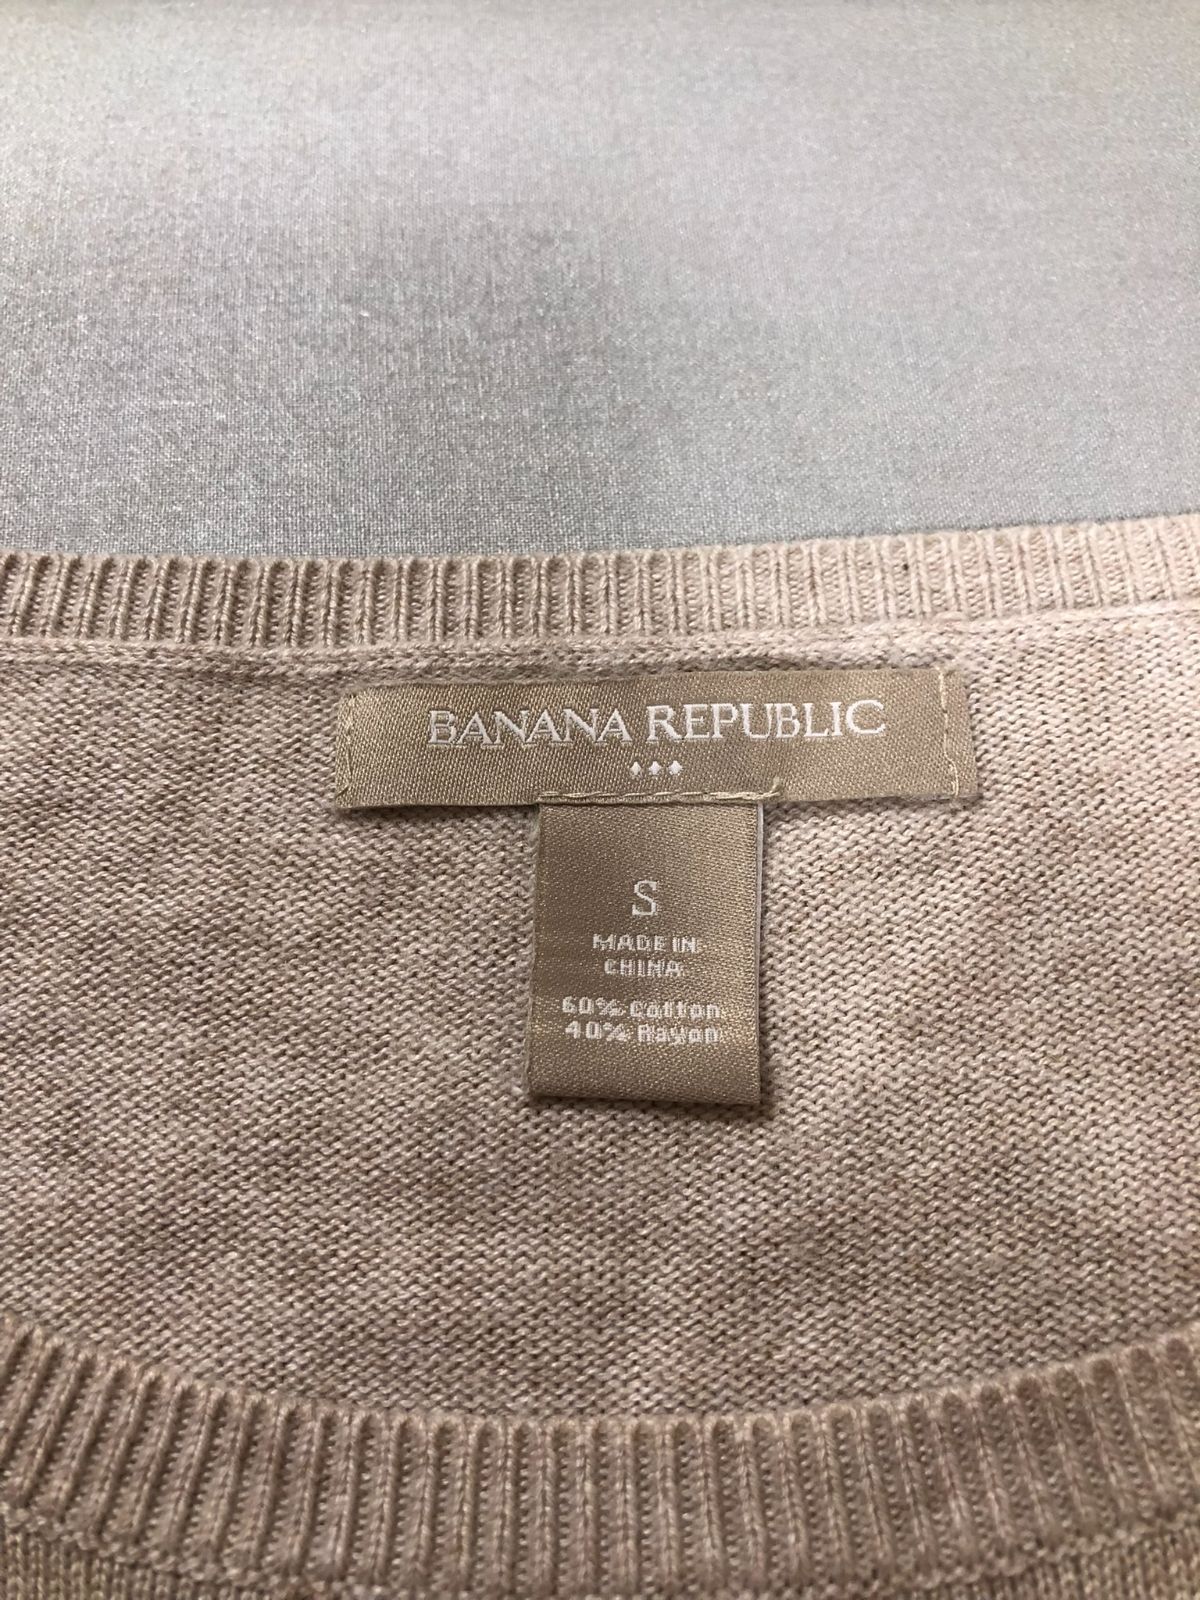 BANANA REPUBLIC
S
MADE IN
CHINA
60% Cotton
40% Rayon